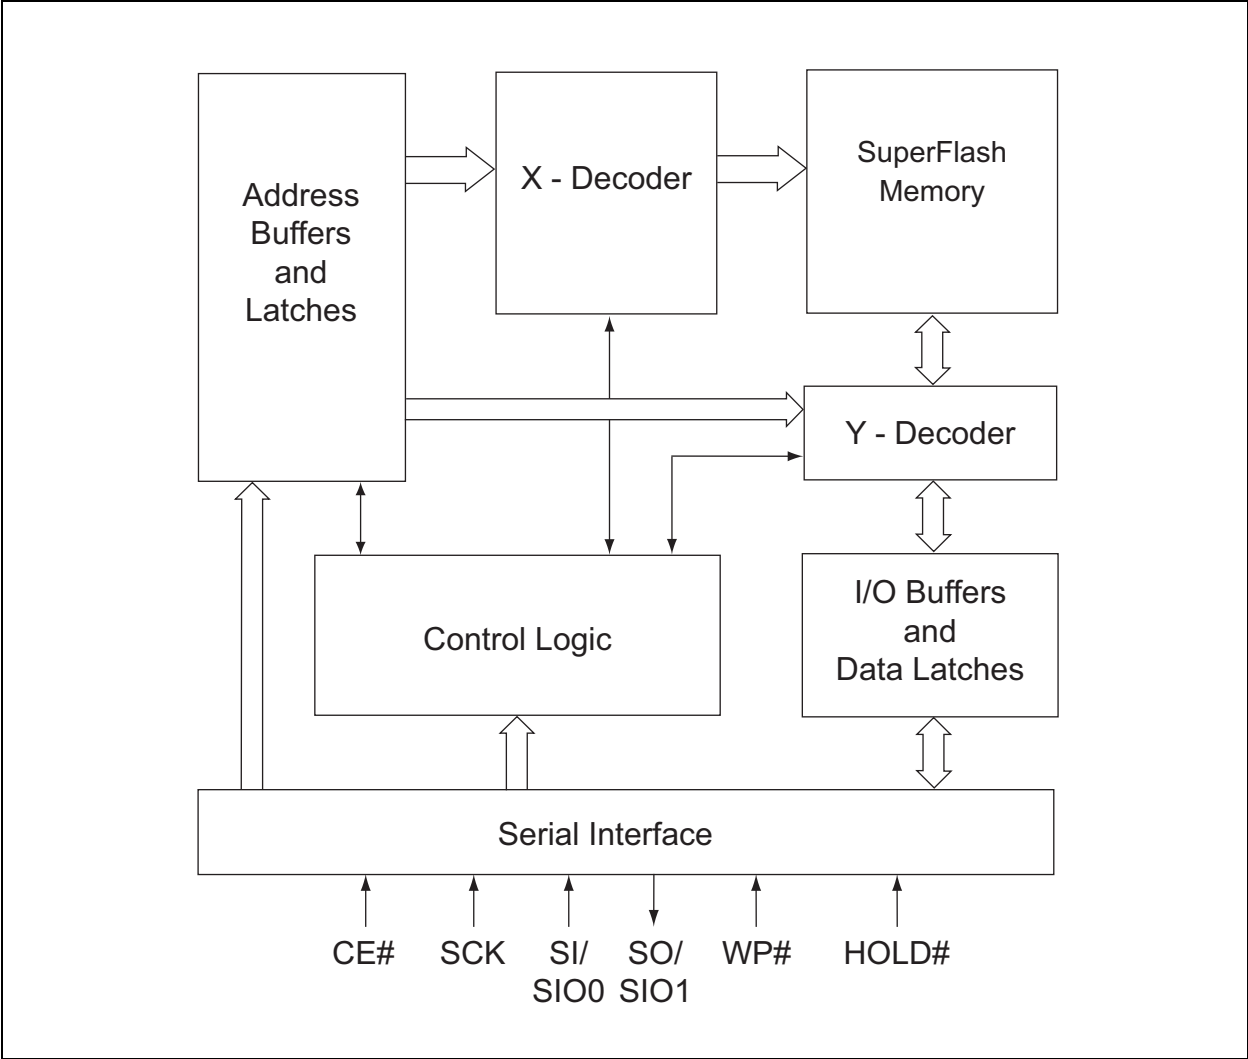 Address
Buffers
and
Latches
X - Decoder
SuperFlash
Memory
Y - Decoder
Control Logic
I/O Buffers
and
Data Latches
Serial Interface
CE#
SCK
SI/
SIO0
SO/
SIO1
WP#
HOLD#